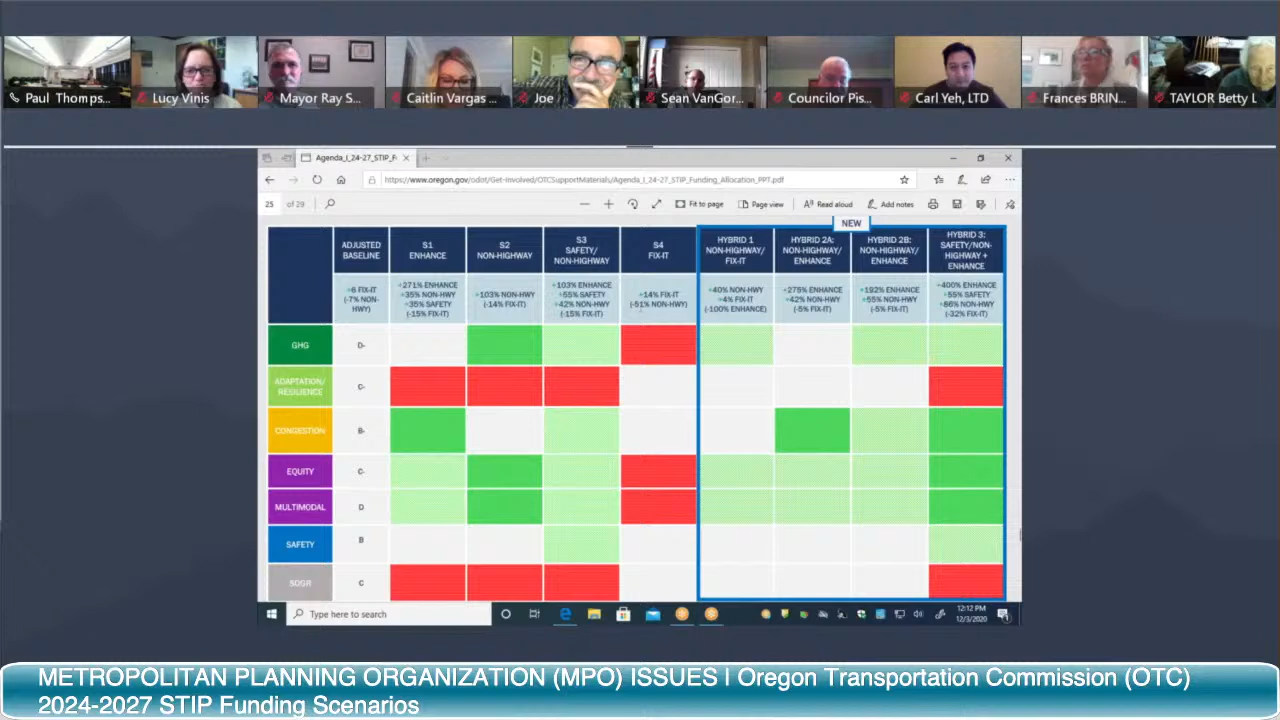 Paul Thomps...
Lucy Vinis
Mayor Ray S...
Caitlin Vargas ...
Joe
Sean VanGor...
Councilor Pis...
Carl Yeh, LTD
Frances BRIN...
TAYLOR Betty L
Agenda_I_24-27_STIP_F
https://www.oregon.gov/odot/Get-Involved/OTCSupportMaterials/Agenda_I_24-27_STIP_Funding_Allocation_PPT.pdf
25 of 29
Fit to page
Page view
Read aloud
Add notes
NEW
ADJUSTED
BASELINE
S1
ENHANCE
S2
NON-HIGHWAY
S3
SAFETY/
NON-HIGHWAY
S4
FIX-IT
HYBRID 1
NON-HIGHWAY/
FIX-IT
HYBRID 2A:
NON-HIGHWAY/
ENHANCE
HYBRID 2B:
NON-HIGHWAY/
ENHANCE
HYBRID 3:
SAFETY/NON-
HIGHWAY +
ENHANCE
+6 FIX-IT
(-7% NON-
HWY)
+271% ENHANCE
+35% NON-HWY
+35% SAFETY
(-15% FIX-IT)
+103% NON-HWY
(-14% FIX-IT)
+103% ENHANCE
+55% SAFETY
+42% NON-HWY
(-15% FIX-IT)
+14% FIX-IT
(-51% NON-HWY)
+40% NON-HWY
+4% FIX-IT
(-100% ENHANCE)
+275% ENHANCE
+42% NON-HWY
(-5% FIX-IT)
+192% ENHANCE
+55% NON-HWY
(-5% FIX-IT)
+400% ENHANCE
+55% SAFETY
+86% NON-HWY
(-32% FIX-IT)
GHG D-
ADAPTATION/
RESILIENCE C-
CONGESTION B-
EQUITY C-
MULTIMODAL D
SAFETY B
SOGR C
Type here to search
12:12 PM
12/3/2020
METROPOLITAN PLANNING ORGANIZATION (MPO) ISSUES | Oregon Transportation Commission (OTC)
2024-2027 STIP Funding Scenarios